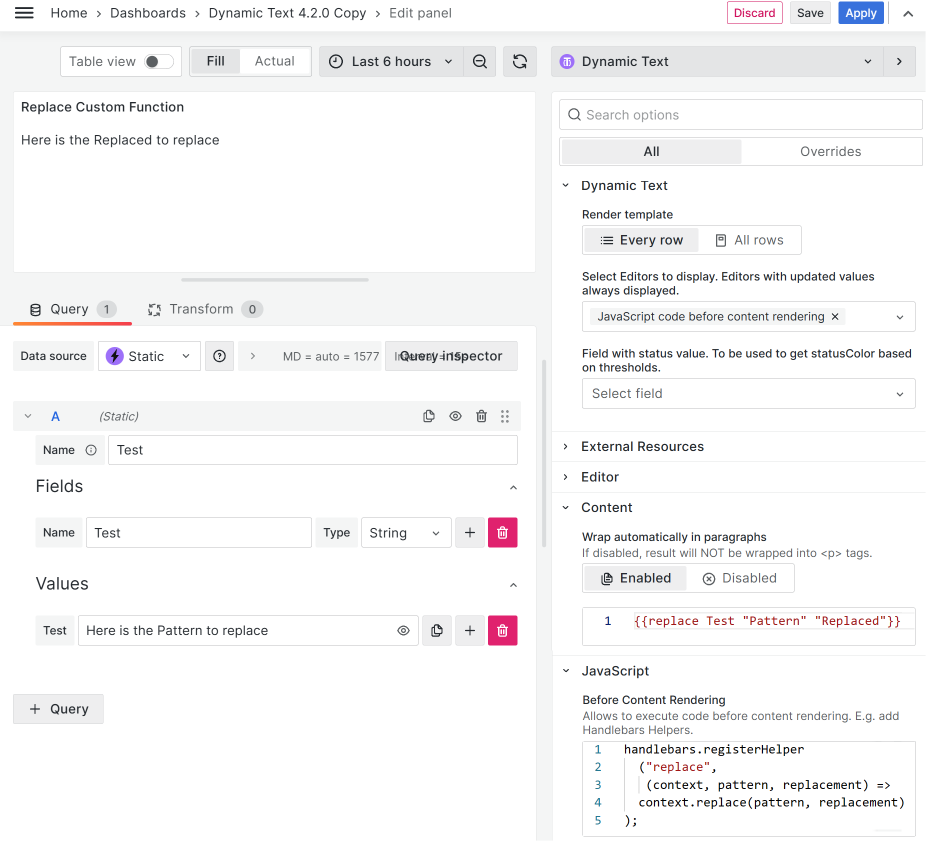 Home › Dashboards › Dynamic Text 4.2.0 Copy › Edit panel
Discard
Save
Apply
Table view
Fill
Actual
Last 6 hours
Dynamic Text
Replace Custom Function
Here is the Replaced to replace
Query 1
Transform 0
Data source
Static
MD = auto = 1577
Query inspector
A
(Static)
Name
Test
Fields
Name
Test
Type
String
Values
Test
Here is the Pattern to replace
+ Query
Search options
All
Overrides
Dynamic Text
Render template
Every row
All rows
Select Editors to display. Editors with updated values
always displayed.
JavaScript code before content rendering
Field with status value. To be used to get statusColor based
on thresholds.
Select field
External Resources
Editor
Content
Wrap automatically in paragraphs
If disabled, result will NOT be wrapped into <p> tags.
Enabled
Disabled
1 {{replace Test "Pattern" "Replaced"}}
JavaScript
Before Content Rendering
Allows to execute code before content rendering. E.g. add
Handlebars Helpers.
1 handlebars.registerHelper
2 ("replace",
3 (context, pattern, replacement) =>
4 context.replace(pattern, replacement)
5 );